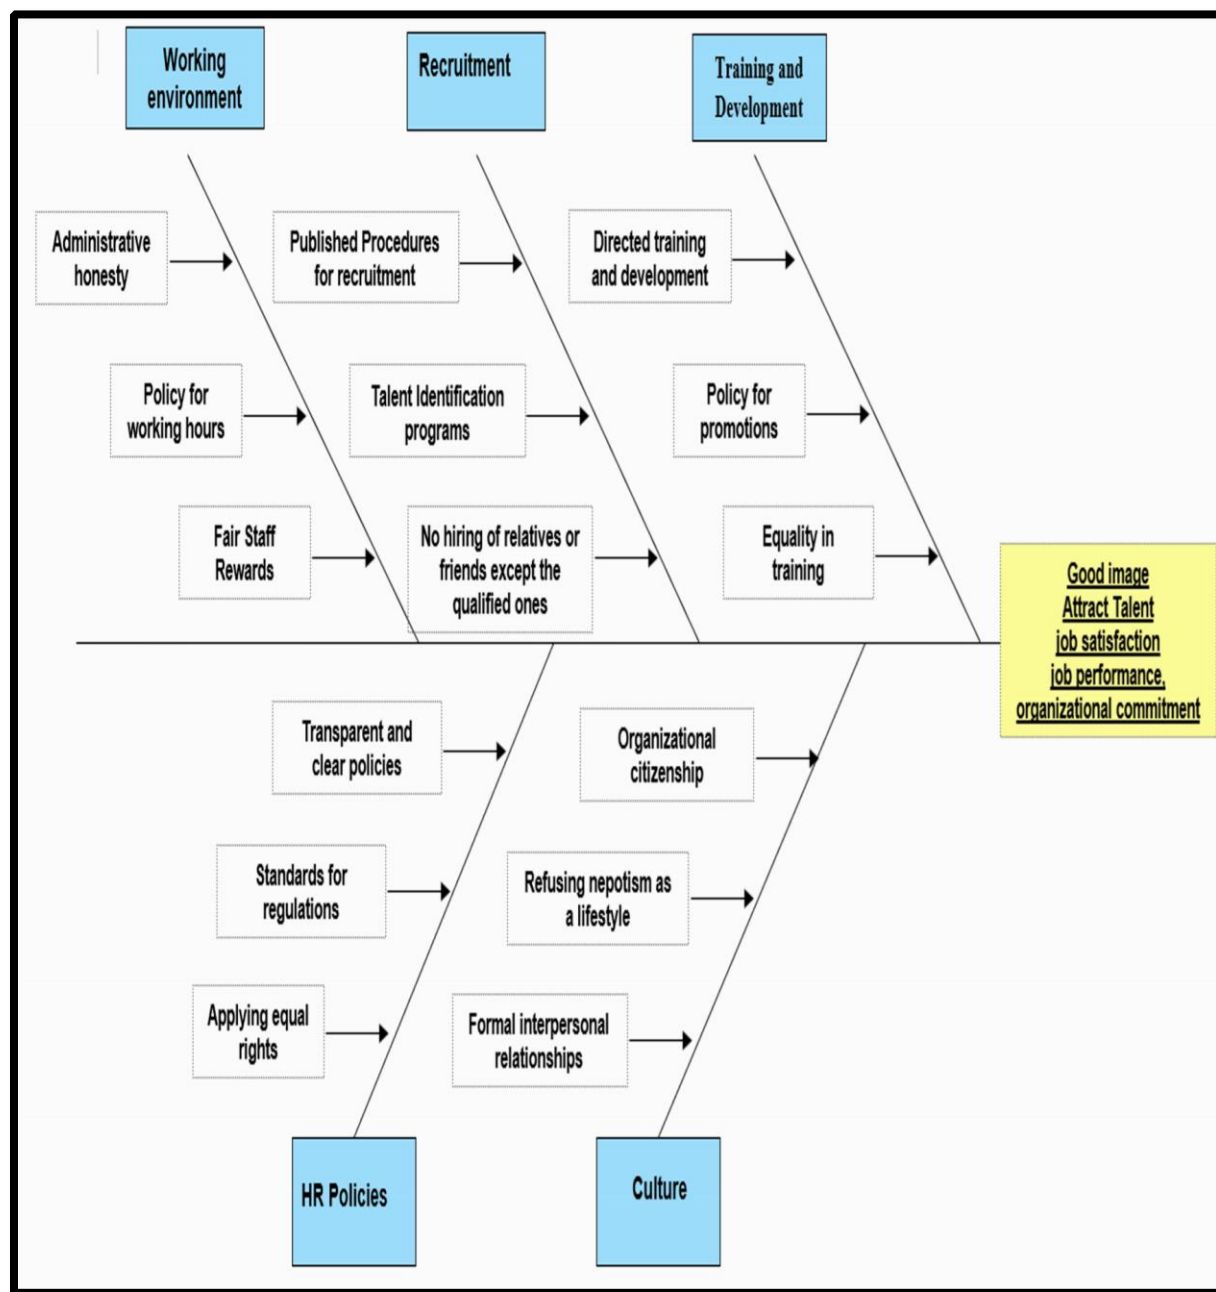 Working
environment
Recruitment
Training and
Development
Administrative
honesty
Published Procedures
for recruitment
Directed training
and development
Policy for
working hours
Talent Identification
programs
Policy for
promotions
Fair Staff
Rewards
No hiring of relatives or
friends except the
qualified ones
Equality in
training
Good image
Attract Talent
job satisfaction
job performance,
organizational commitment
Transparent and
clear policies
Organizational
citizenship
Standards for
regulations
Refusing nepotism as
a lifestyle
Applying equal
rights
Formal interpersonal
relationships
HR Policies
Culture